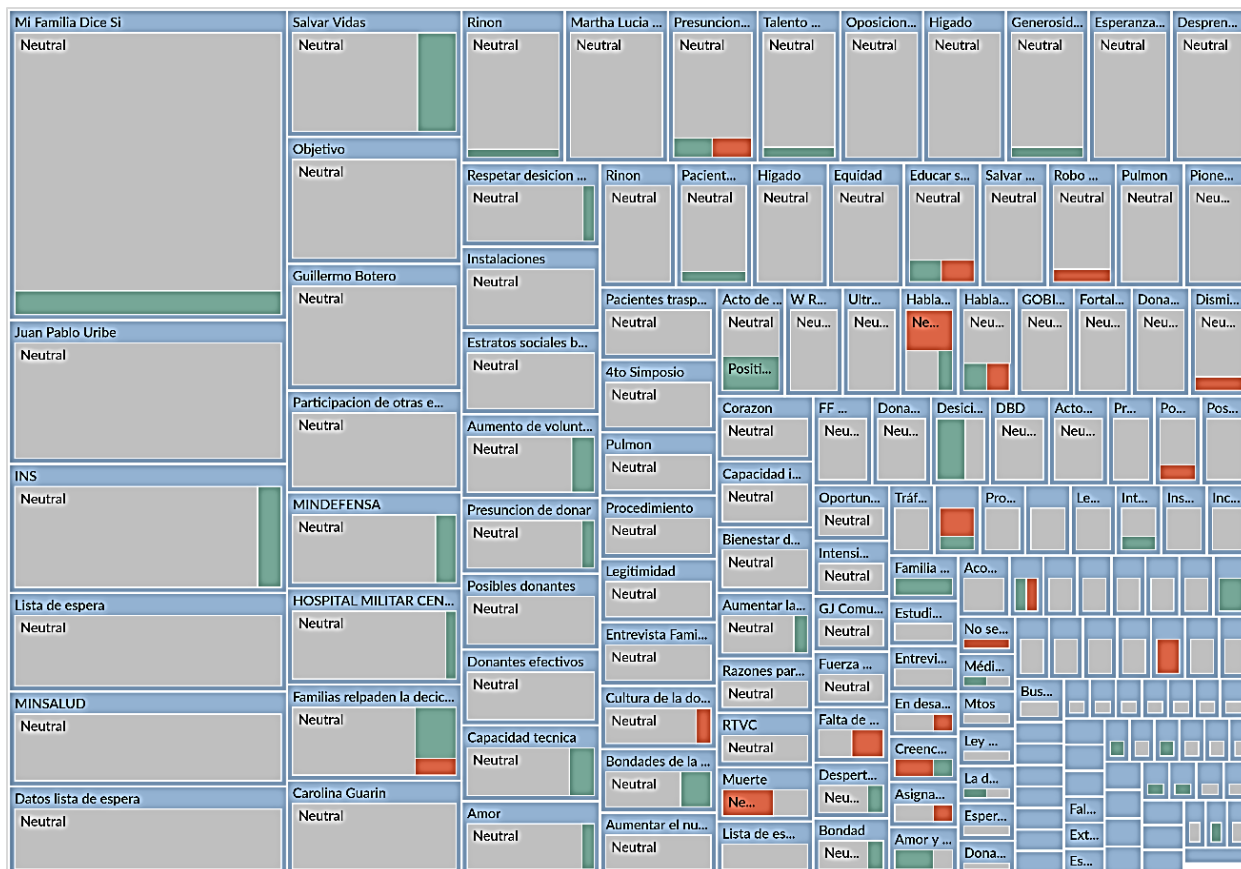 Mi Familia Dice Si
Neutral
Juan Pablo Uribe
Neutral
INS
Neutral
Lista de espera
Neutral
MINSALUD
Neutral
Datos lista de espera
Neutral
Salvar Vidas
Neutral
Objetivo
Neutral
Guillermo Botero
Neutral
Participacion de otras e...
Neutral
MINDEFENSA
Neutral
HOSPITAL MILITAR CEN...
Neutral
Familias relpaden la decic...
Neutral
Carolina Guarin
Neutral
Rinon
Neutral
Martha Lucia ...
Neutral
Presuncion...
Neutral
Talento ...
Neutral
Oposicion...
Neutral
Higado
Neutral
Generosid...
Neutral
Esperanza...
Neutral
Despren...
Neutral
Respetar desicion ...
Neutral
Instalaciones
Neutral
Estratos sociales b...
Neutral
Aumento de volunt...
Neutral
Presuncion de donar
Neutral
Posibles donantes
Neutral
Donantes efectivos
Neutral
Capacidad tecnica
Neutral
Amor
Neutral
Rinon
Neutral
Pacient...
Neutral
Higado
Neutral
Equidad
Neutral
Educar s...
Neutral
Salvar ...
Neutral
Robo ...
Neutral
Pulmon
Neutral
Pione...
Neu...
Pacientes trasp...
Neutral
4to Simposio
Neutral
Pulmon
Neutral
Procedimiento
Neutral
Legitimidad
Neutral
Entrevista Fami...
Neutral
Cultura de la do...
Neutral
Bondades de la ...
Neutral
Aumentar el nu...
Neutral
Acto de ...
Neutral
Positi...
W R...
Neu...
Ultr...
Neu...
Habla...
Ne...
Habla...
Neu...
GOBI...
Neu...
Fortal...
Neu...
Dona...
Neu...
Dismi...
Neu...
Corazon
Neutral
Capacidad i...
Neutral
Bienestar d...
Neutral
Aumentar la...
Neutral
Razones par...
Neutral
RTVC
Neutral
Muerte
Ne...
Lista de es...
FF ...
Neu...
Dona...
Neu...
Desici...
DBD
Neu...
Acto...
Neu...
Pr...
Po...
Pos...
Oportun...
Neutral
Intensi...
Neutral
GJ Comu...
Neutral
Fuerza ...
Neutral
Falta de ...
Despert...
Neu...
Bondad
Neu...
Tráf...
Pro...
Le...
Int...
Ins...
Inc...
Familia ...
Estudi...
Entrevi...
En desa...
Creenc...
Asigna...
Amor y ...
Aco...
No se...
Médi...
Mtos
Ley ...
La d...
Esper...
Dona...
Bus...
Fal...
Ext...
Es...